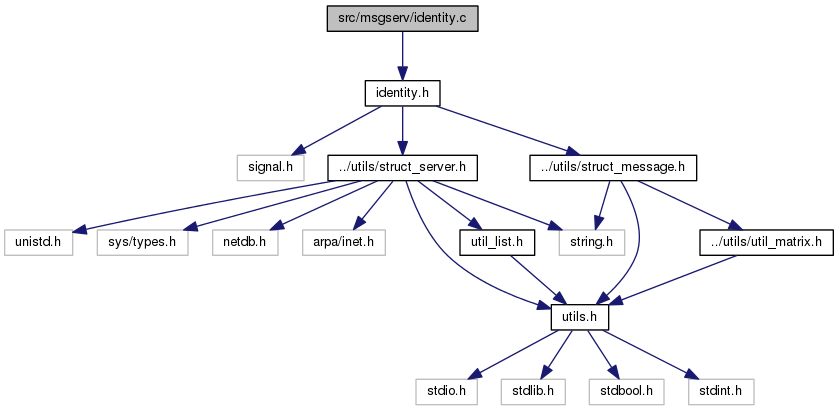 src/msgserv/identity.c
identity.h
signal.h
../utils/struct_server.h
../utils/struct_message.h
unistd.h
sys/types.h
netdb.h
arpa/inet.h
util_list.h
string.h
../utils/util_matrix.h
utils.h
stdio.h
stdlib.h
stdbool.h
stdint.h